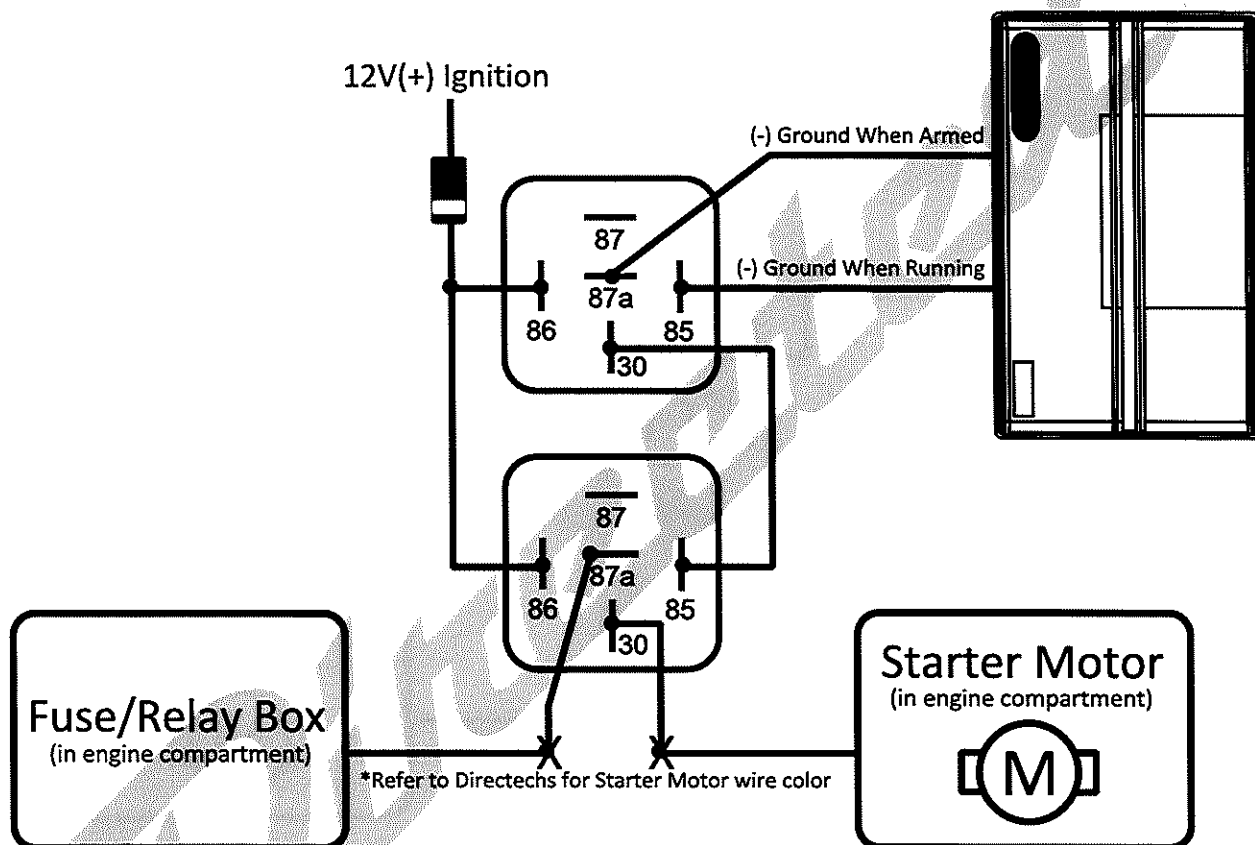 12V(+) Ignition
(-) Ground When Armed
87
(-) Ground When Running
87a
86
85
30
87
87a
86
85
30
Fuse/Relay Box
(in engine compartment)
Starter Motor
(in engine compartment)
M
*Refer to Directechs for Starter Motor wire color